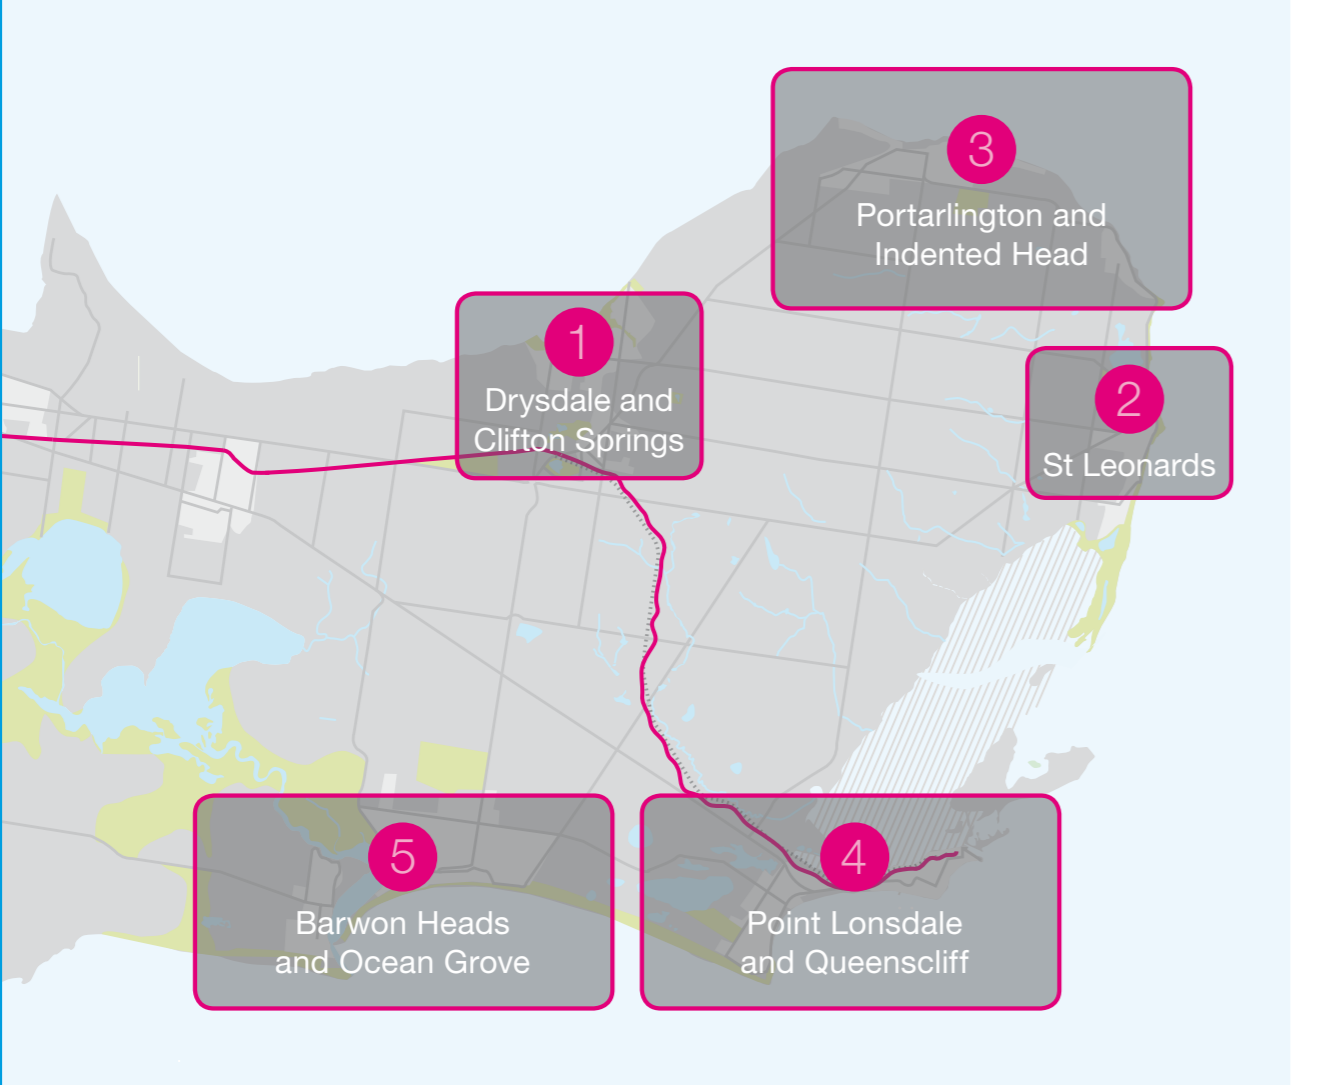 3
Portarlington and
Indented Head
1
Drysdale and
Clifton Springs
2
St Leonards
5
Barwon Heads
and Ocean Grove
4
Point Lonsdale
and Queenscliff